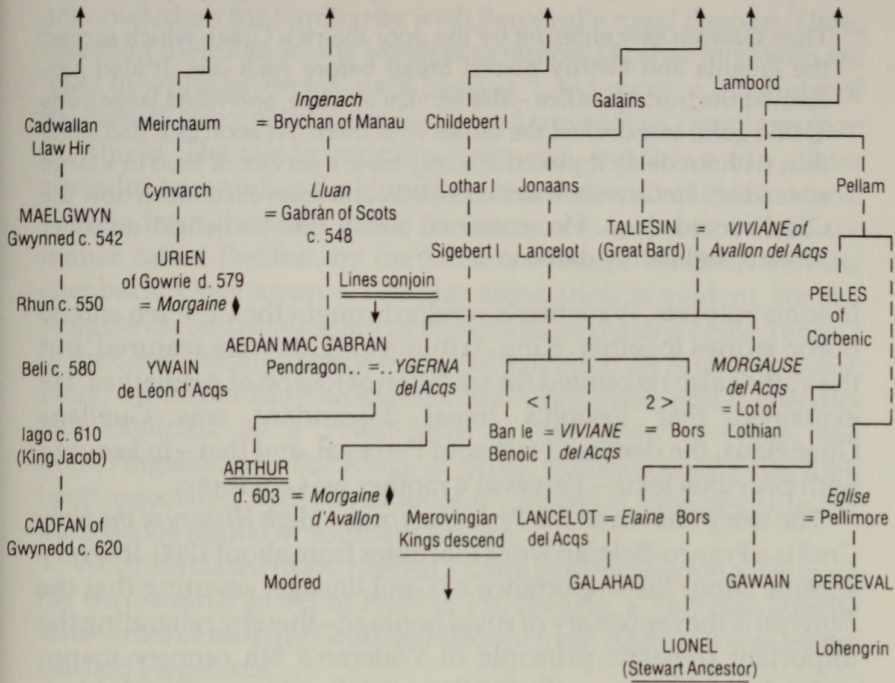 Cadwallan
Llaw Hir
MAELGWYN
Gwynned c. 542
Rhun c. 550
Beli c. 580
Iago c. 610
(King Jacob)
CADFAN of
Gwynedd c. 620
Meirchaum
Cynvarch
URIEN
of Gowrie d. 579
= Morgaine ♦
YWAIN
de Léon d'Acqs
Ingenach
= Brychan of Manau
Lluan
= Gabràn of Scots
c. 548
Lines conjoin
AEDÀN MAC GABRÀN
Pendragon.. = ..YGERNA
del Acqs
ARTHUR
d. 603 = Morgaine ♦
d'Avallon
Modred
Childebert I
Lothar I
Sigebert I
Merovingian
Kings descend
Galains
Jonaans
Lancelot
<1
2>
Ban le = VIVIANE = Bors
Benoic del Acqs
LANCELOT = Elaine
del Acqs
Bors
GALAHAD
LIONEL
(Stewart Ancestor)
Lambord
TALIESIN = VIVIANE of
(Great Bard) Avallon del Acqs
MORGAUSE
del Acqs
= Lot of
Lothian
GAWAIN
Pellam
PELLES
of
Corbenic
Eglise
= Pellimore
PERCEVAL
Lohengrin